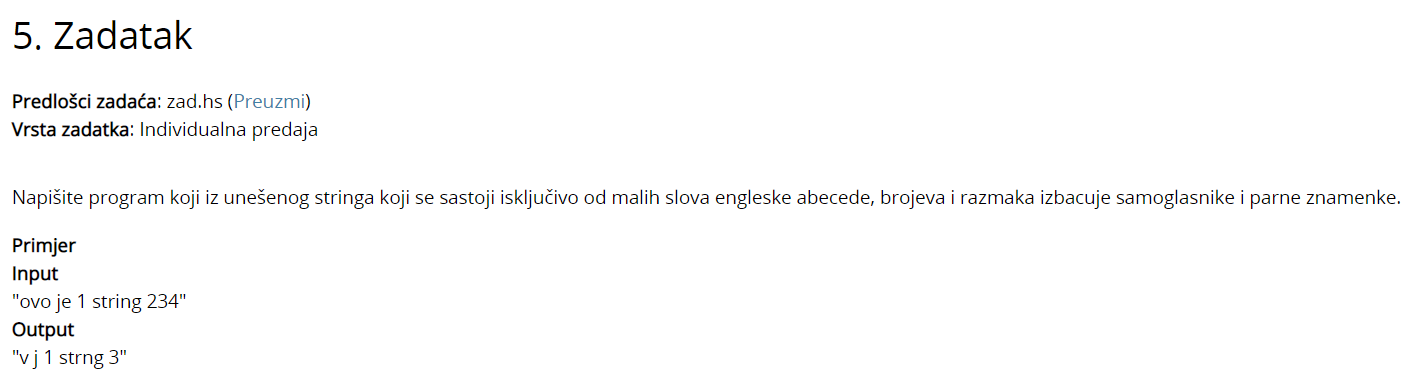 5. Zadatak
Predlošci zadaća: zad.hs (Preuzmi)
Vrsta zadatka: Individualna predaja
Napišite program koji iz unešenog stringa koji se sastoji isključivo od malih slova engleske abecede, brojeva i razmaka izbacuje samoglasnike i parne znamenke.
Primjer
Input
"ovo je 1 string 234"
Output
"v j 1 strng 3"